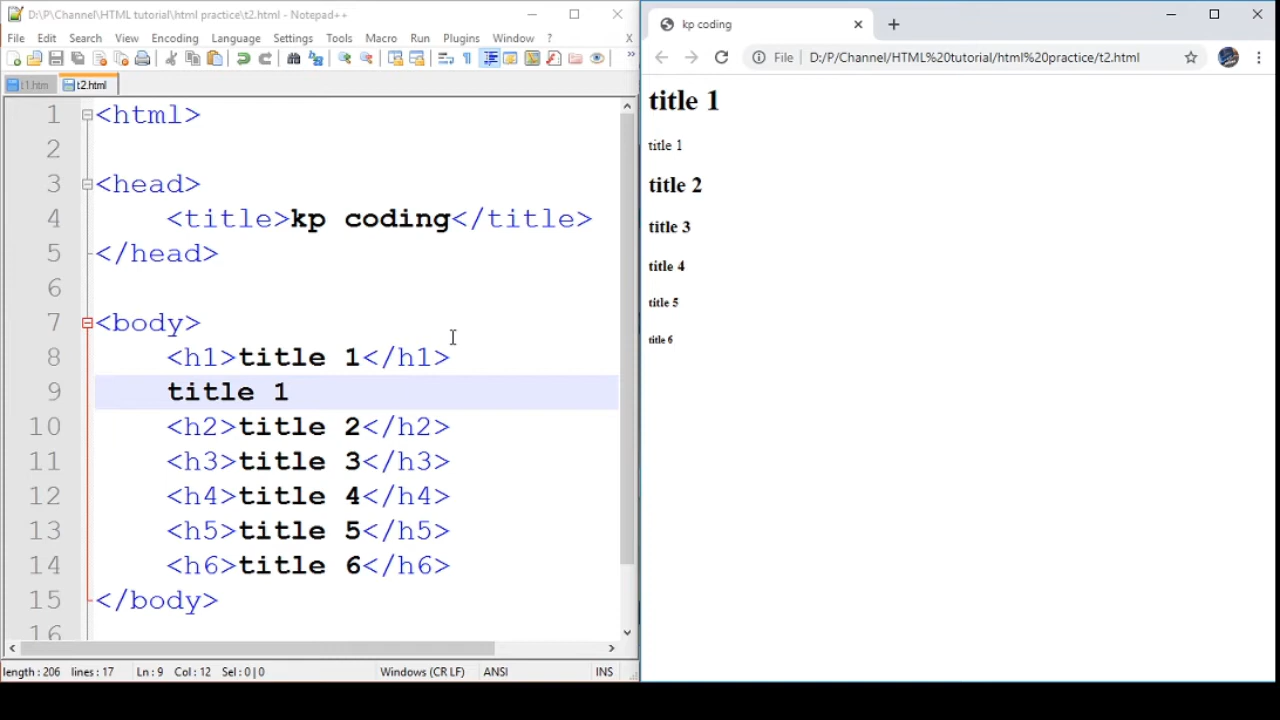 D:\P\Channel\HTML tutorial\html practice\t2.html - Notepad++
File Edit Search View Encoding Language Settings Tools Macro Run Plugins Window ? X
t1.htm t2.html
1 <html>
2
3 <head>
4 <title>kp coding</title>
5 </head>
6
7 <body>
8 <h1>title 1</h1>
9 title 1
10 <h2>title 2</h2>
11 <h3>title 3</h3>
12 <h4>title 4</h4>
13 <h5>title 5</h5>
14 <h6>title 6</h6>
15 </body>
16
length : 206 lines : 17 Ln : 9 Col : 12 Sel : 0 | 0 Windows (CR LF) ANSI INS
kp coding
File D:/P/Channel/HTML%20tutorial/html%20practice/t2.html
title 1
title 1
title 2
title 3
title 4
title 5
title 6